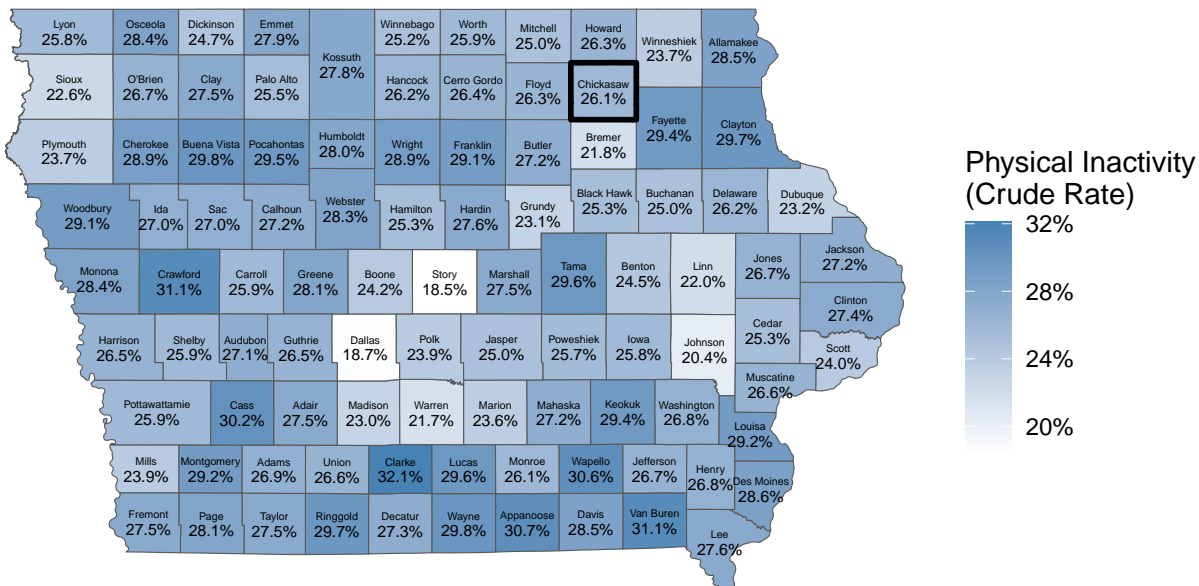 Lyon
25.8%
Osceola
28.4%
Dickinson
24.7%
Emmet
27.9%
Kossuth
27.8%
Winnebago
25.2%
Worth
25.9%
Mitchell
25.0%
Howard
26.3%
Winneshiek
23.7%
Allamakee
28.5%
Sioux
22.6%
O'Brien
26.7%
Clay
27.5%
Palo Alto
25.5%
Hancock
26.2%
Cerro Gordo
26.4%
Floyd
26.3%
Chickasaw
26.1%
Fayette
29.4%
Clayton
29.7%
Plymouth
23.7%
Cherokee
28.9%
Buena Vista
29.8%
Pocahontas
29.5%
Humboldt
28.0%
Wright
28.9%
Franklin
29.1%
Butler
27.2%
Bremer
21.8%
Physical Inactivity
(Crude Rate)
32%
28%
24%
20%
Woodbury
29.1%
Ida
27.0%
Sac
27.0%
Calhoun
27.2%
Webster
28.3%
Hamilton
25.3%
Hardin
27.6%
Grundy
23.1%
Black Hawk
25.3%
Buchanan
25.0%
Delaware
26.2%
Dubuque
23.2%
Monona
28.4%
Crawford
31.1%
Carroll
25.9%
Greene
28.1%
Boone
24.2%
Story
18.5%
Marshall
27.5%
Tama
29.6%
Benton
24.5%
Linn
22.0%
Jones
26.7%
Jackson
27.2%
Clinton
27.4%
Harrison
26.5%
Shelby
25.9%
Audubon
27.1%
Guthrie
26.5%
Dallas
18.7%
Polk
23.9%
Jasper
25.0%
Poweshiek
25.7%
Iowa
25.8%
Johnson
20.4%
Cedar
25.3%
Scott
24.0%
Muscatine
26.6%
Pottawattamie
25.9%
Cass
30.2%
Adair
27.5%
Madison
23.0%
Warren
21.7%
Marion
23.6%
Mahaska
27.2%
Keokuk
29.4%
Washington
26.8%
Louisa
29.2%
Mills
23.9%
Montgomery
29.2%
Adams
26.9%
Union
26.6%
Clarke
32.1%
Lucas
29.6%
Monroe
26.1%
Wapello
30.6%
Jefferson
26.7%
Henry
26.8%
Des Moines
28.6%
Fremont
27.5%
Page
28.1%
Taylor
27.5%
Ringgold
29.7%
Decatur
27.3%
Wayne
29.8%
Appanoose
30.7%
Davis
28.5%
Van Buren
31.1%
Lee
27.6%